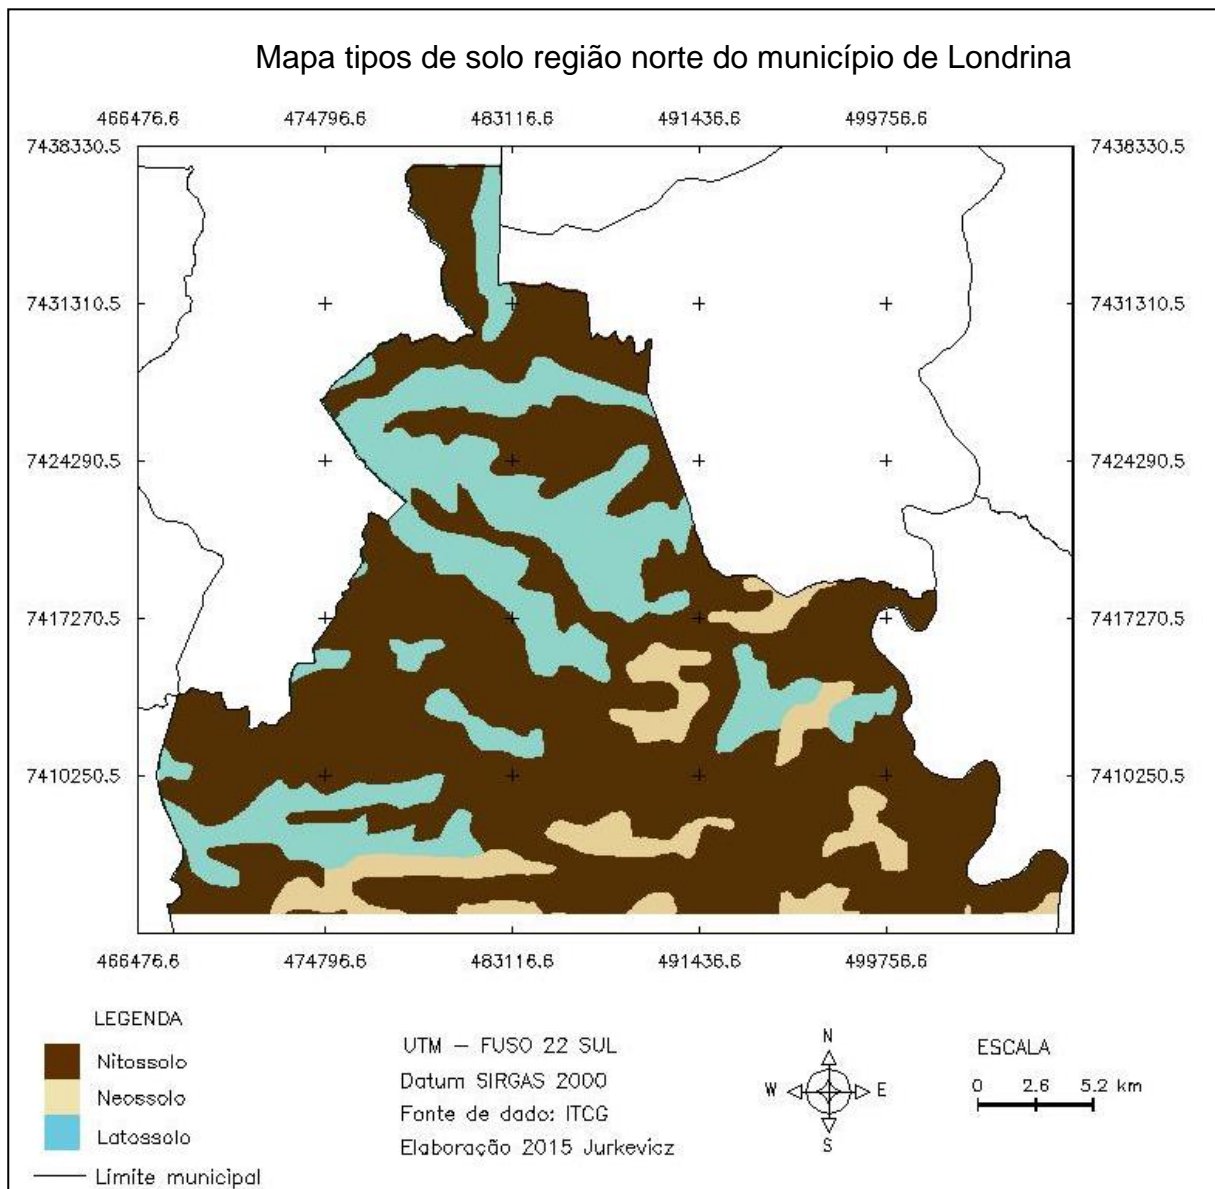 Mapa tipos de solo região norte do município de Londrina
466476.6 474796.6 483116.6 491436.6 499756.6
7438330.5 7438330.5
7431310.5 7431310.5
7424290.5 7424290.5
7417270.5 7417270.5
7410250.5 7410250.5
466476.6 474796.6 483116.6 491436.6 499756.6
LEGENDA
Nitossolo
Neossolo
Latossolo
Límite municipal
UTM – FUSO 22 SUL
Datum SIRGAS 2000
Fonte de dado: ITCG
Elaboração 2015 Jurkevicz
N
W E
S
ESCALA
0 2.6 5.2 km